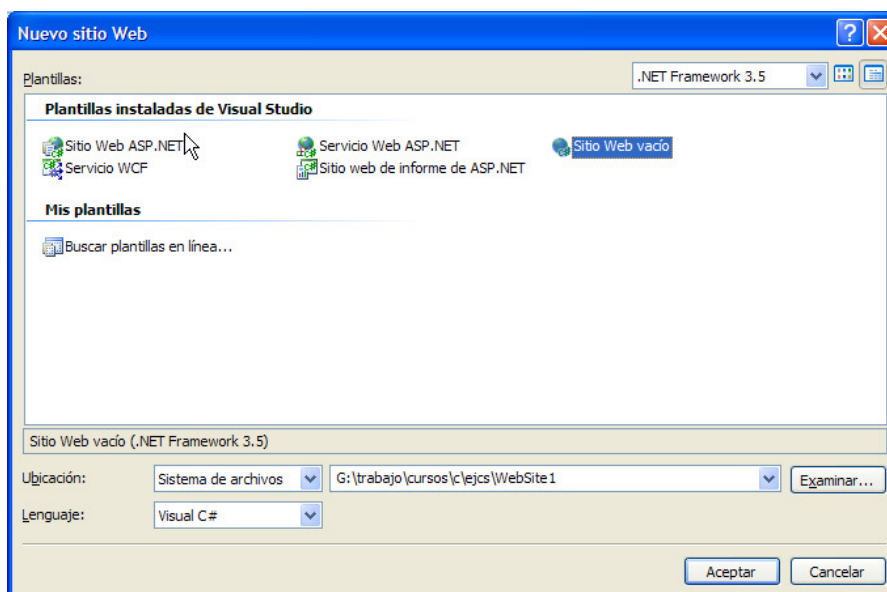 Nuevo sitio Web
Plantillas:
.NET Framework 3.5
Plantillas instaladas de Visual Studio
Sitio Web ASP.NET
Servicio Web ASP.NET
Sitio Web vacío
Servicio WCF
Sitio web de informe de ASP.NET
Mis plantillas
Buscar plantillas en línea...
Sitio Web vacío (.NET Framework 3.5)
Ubicación:
Sistema de archivos
G:\trabajo\cursos\c\ejcs\WebSite1
Examinar...
Lenguaje:
Visual C#
Aceptar
Cancelar